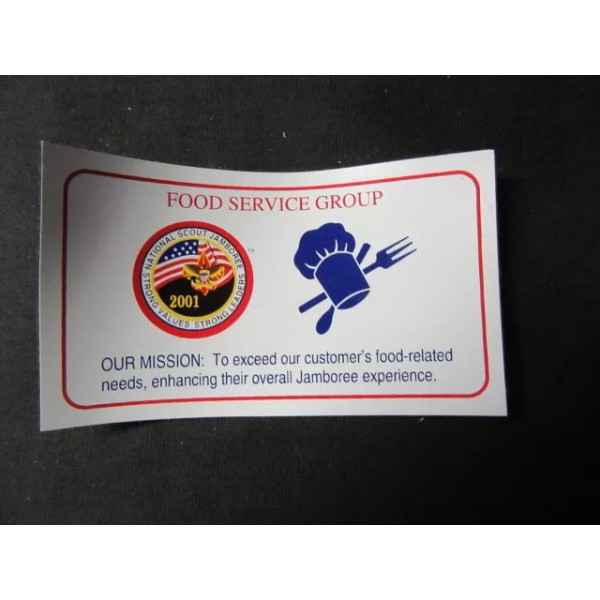 FOOD SERVICE GROUP
NATIONAL SCOUT JAMBOREE
TM
2001
STRONG VALUES STRONG LEADERS
OUR MISSION: To exceed our customer's food-related
needs, enhancing their overall Jamboree experience.